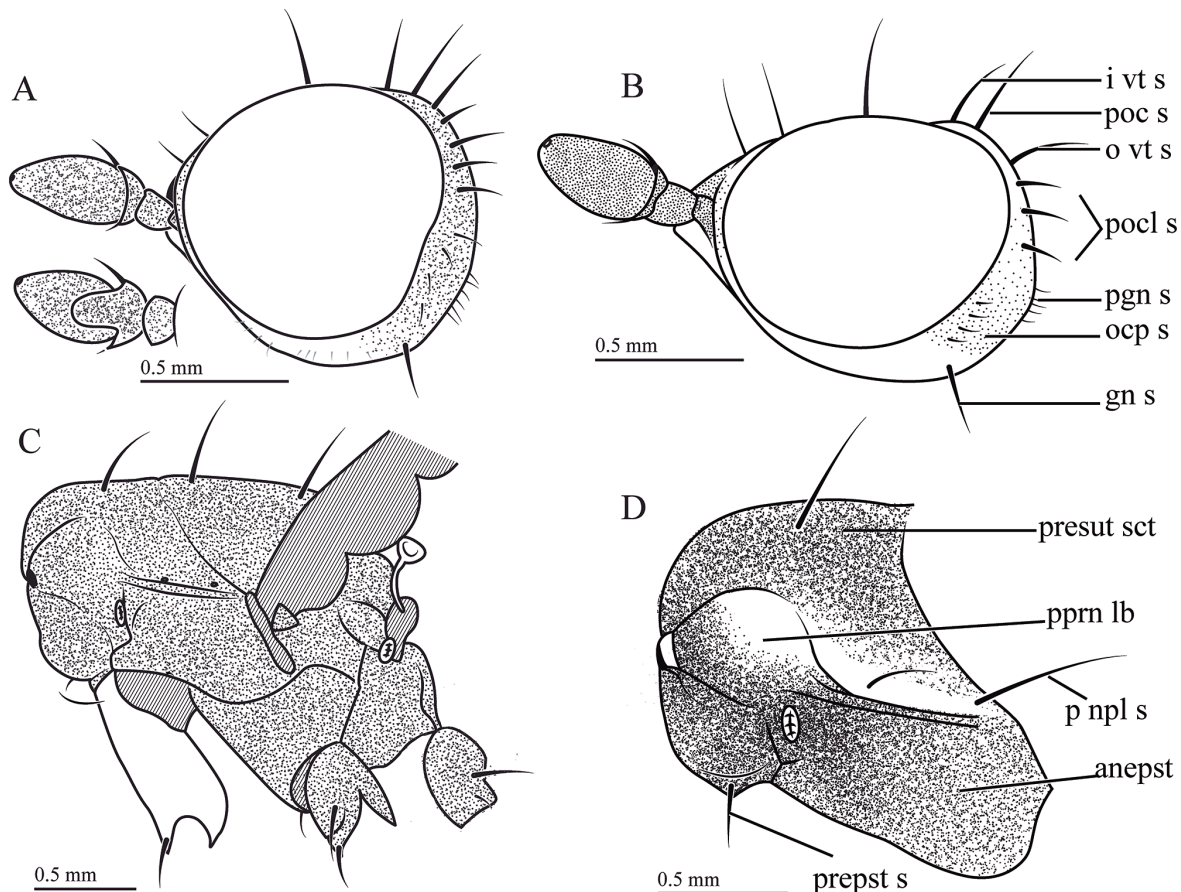 A
B
i vt s
poc s
o vt s
pocl s
pgn s
ocp s
gn s
0.5 mm
0.5 mm
C
D
presut sct
pprn lb
p npl s
anepst
prepst s
0.5 mm
0.5 mm